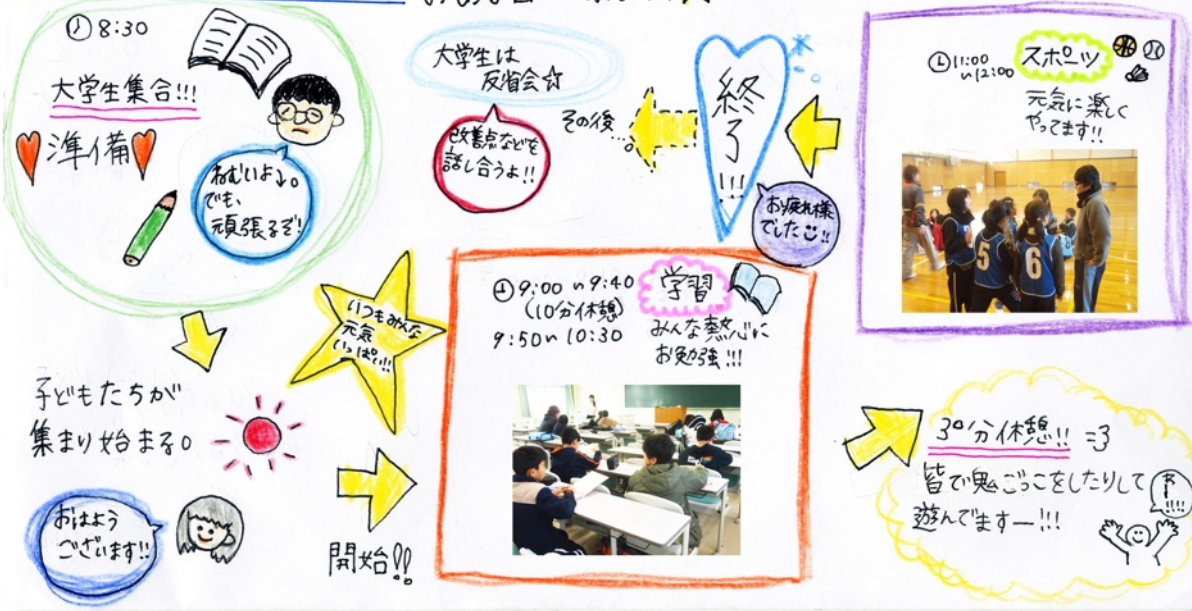 8:30
大学生集合!!!
準備
ねむいよぅ。
でも、
頑張るぞ!
子どもたちが
集まり始まる。
おはよう
ございます!!
いつもみんな
元気
いっぱい!!
開始!!
9:00〜9:40
(10分休憩)
9:50〜10:30
学習
みんな熱心に
お勉強!!!
30分休憩!! =3
皆で鬼ごっこをしたりして
遊んでますー!!!
11:00
〜12:00
スポーツ
元気に楽しく
やってます!!
5
6
終了!!!
お疲れ様
でした!!
その後…
大学生は
反省会☆
改善点などを
話し合うよ!!